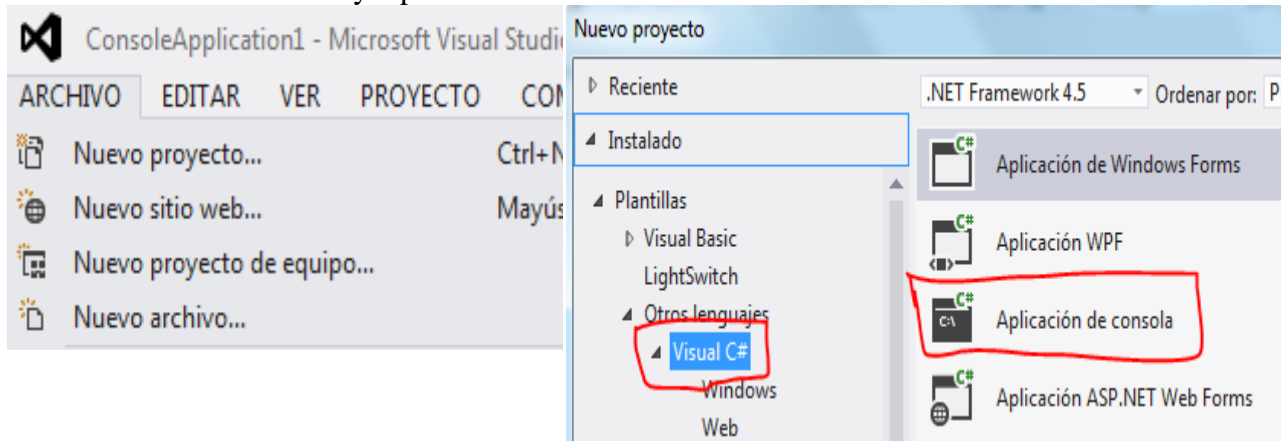 ConsoleApplication1 - Microsoft Visual Studio
ARCHIVO EDITAR VER PROYECTO COM
Nuevo proyecto... Ctrl+N
Nuevo sitio web... Mayús
Nuevo proyecto de equipo...
Nuevo archivo...
Nuevo proyecto
Reciente
Instalado
Plantillas
Visual Basic
LightSwitch
Otros lenguajes
Visual C#
Windows
Web
.NET Framework 4.5 Ordenar por: P
C# Aplicación de Windows Forms
C# Aplicación WPF
C# C:\ Aplicación de consola
C# Aplicación ASP.NET Web Forms